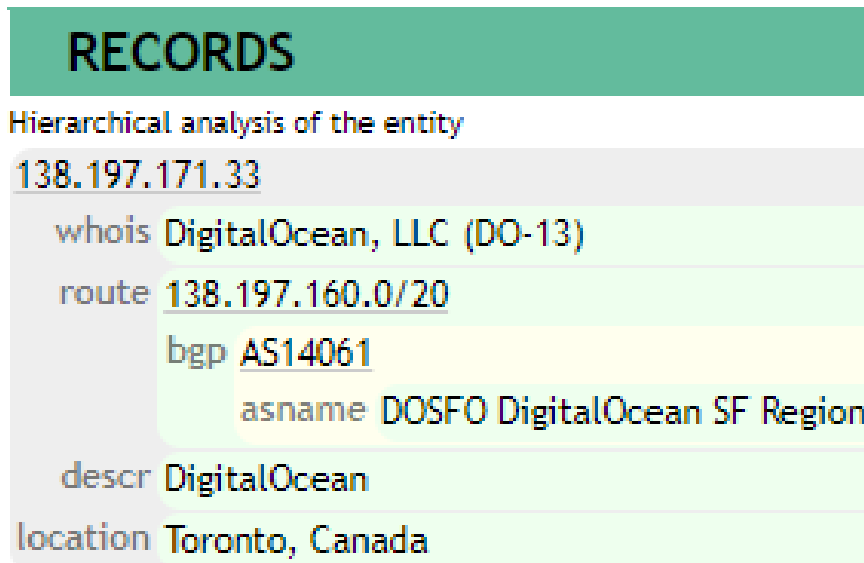 RECORDS
Hierarchical analysis of the entity
138.197.171.33
whois DigitalOcean, LLC (DO-13)
route 138.197.160.0/20
bgp AS14061
asname DOSFO DigitalOcean SF Region
descr DigitalOcean
location Toronto, Canada